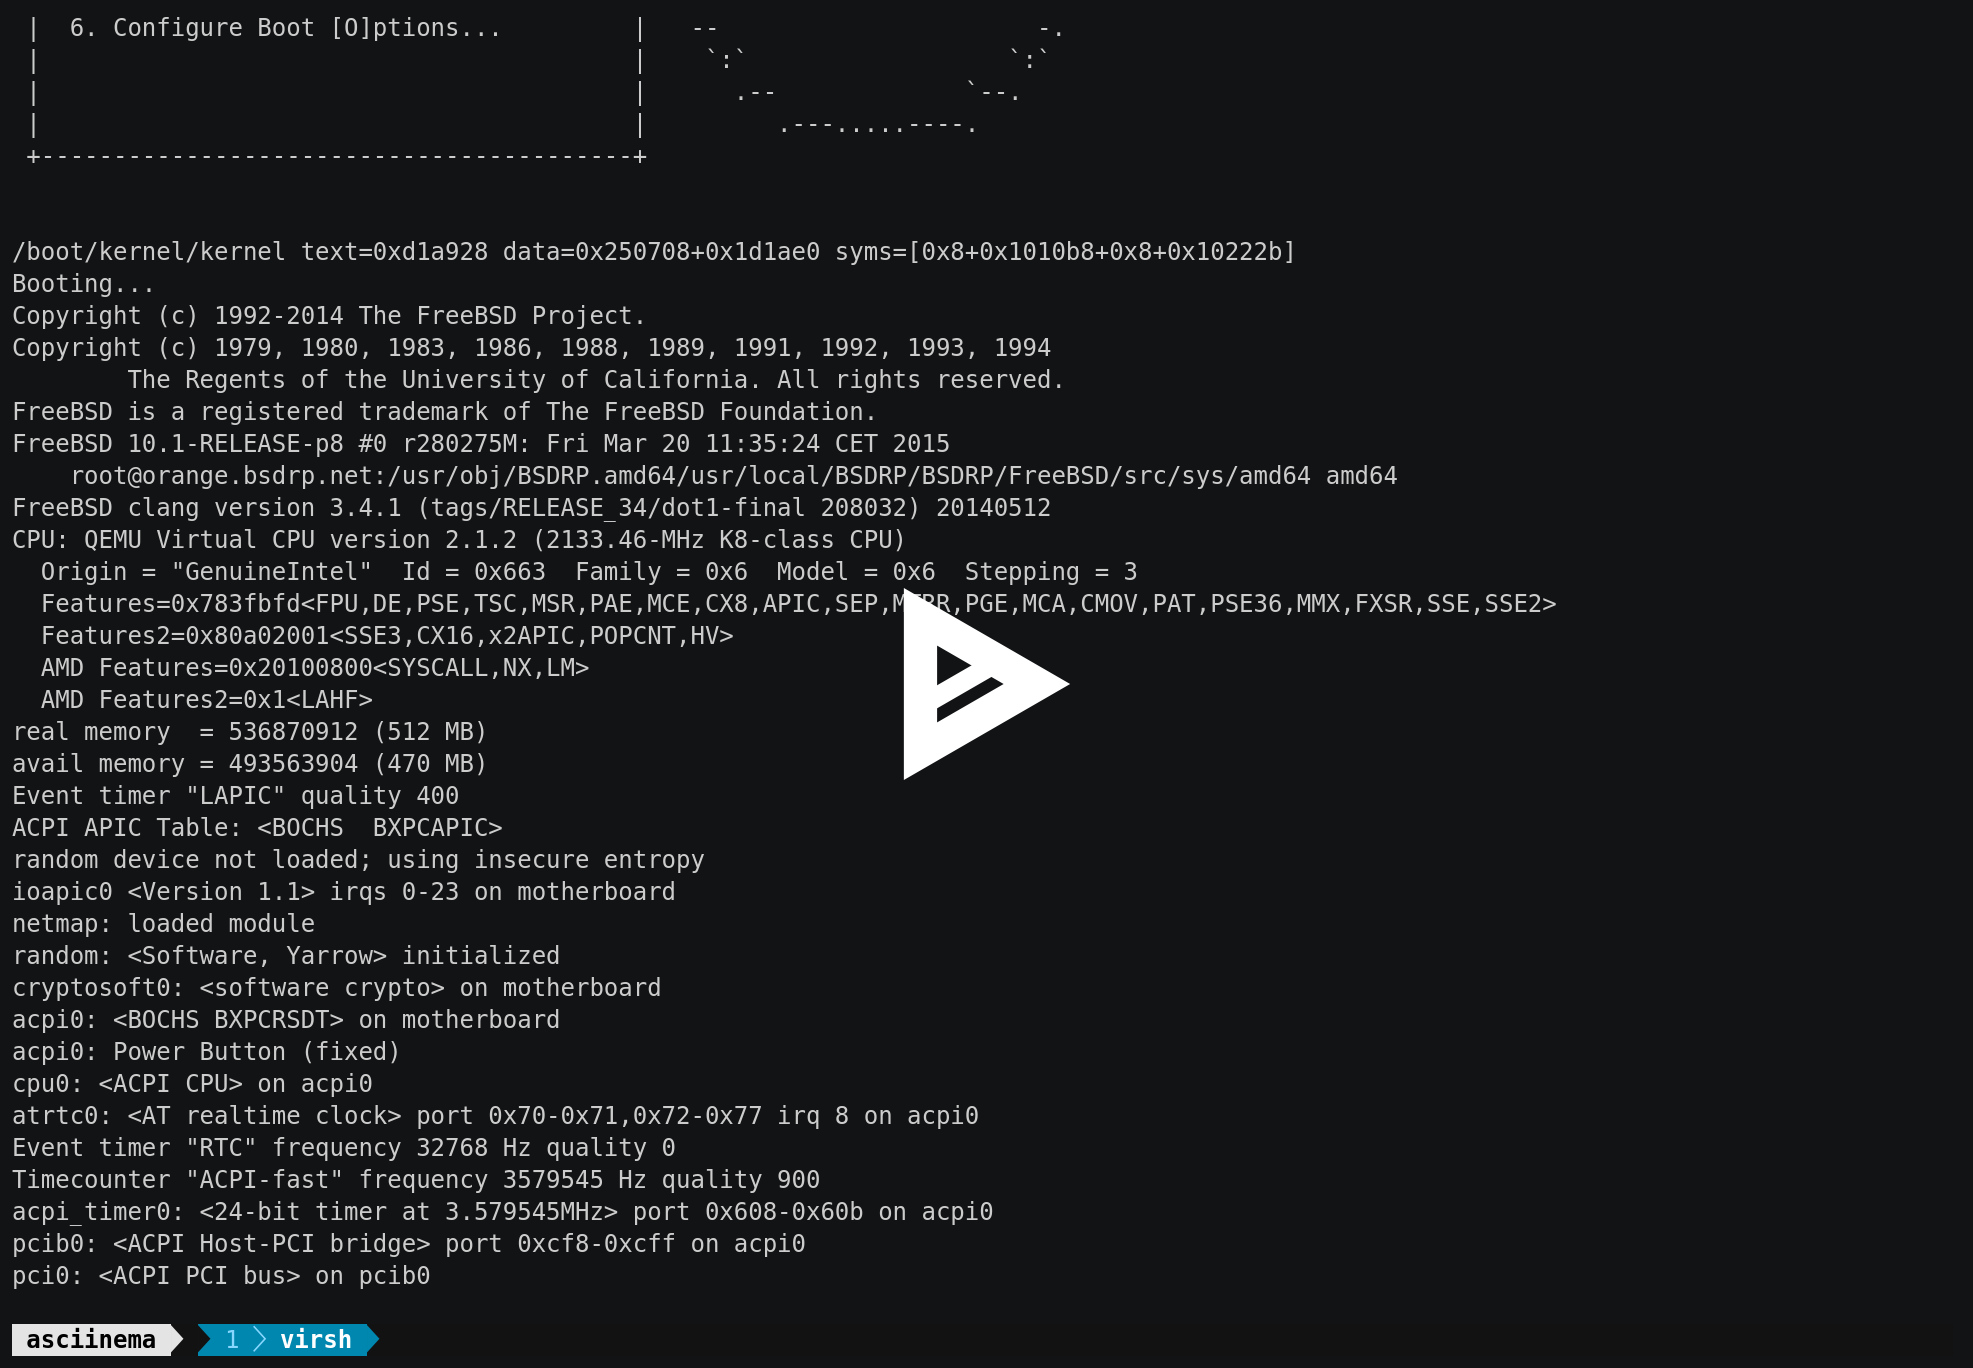 |  6. Configure Boot [O]ptions...         |   --                      -.
 |                                         |    `:`                  `:`
 |                                         |      .--             `--.
 |                                         |         .---.....----.
 +-----------------------------------------+
/boot/kernel/kernel text=0xd1a928 data=0x250708+0x1d1ae0 syms=[0x8+0x1010b8+0x8+0x10222b]
Booting...
Copyright (c) 1992-2014 The FreeBSD Project.
Copyright (c) 1979, 1980, 1983, 1986, 1988, 1989, 1991, 1992, 1993, 1994
        The Regents of the University of California. All rights reserved.
FreeBSD is a registered trademark of The FreeBSD Foundation.
FreeBSD 10.1-RELEASE-p8 #0 r280275M: Fri Mar 20 11:35:24 CET 2015
    root@orange.bsdrp.net:/usr/obj/BSDRP.amd64/usr/local/BSDRP/BSDRP/FreeBSD/src/sys/amd64 amd64
FreeBSD clang version 3.4.1 (tags/RELEASE_34/dot1-final 208032) 20140512
CPU: QEMU Virtual CPU version 2.1.2 (2133.46-MHz K8-class CPU)
  Origin = "GenuineIntel"  Id = 0x663  Family = 0x6  Model = 0x6  Stepping = 3
  Features=0x783fbfd<FPU,DE,PSE,TSC,MSR,PAE,MCE,CX8,APIC,SEP,MTRR,PGE,MCA,CMOV,PAT,PSE36,MMX,FXSR,SSE,SSE2>
  Features2=0x80a02001<SSE3,CX16,x2APIC,POPCNT,HV>
  AMD Features=0x20100800<SYSCALL,NX,LM>
  AMD Features2=0x1<LAHF>
real memory  = 536870912 (512 MB)
avail memory = 493563904 (470 MB)
Event timer "LAPIC" quality 400
ACPI APIC Table: <BOCHS  BXPCAPIC>
random device not loaded; using insecure entropy
ioapic0 <Version 1.1> irqs 0-23 on motherboard
netmap: loaded module
random: <Software, Yarrow> initialized
cryptosoft0: <software crypto> on motherboard
acpi0: <BOCHS BXPCRSDT> on motherboard
acpi0: Power Button (fixed)
cpu0: <ACPI CPU> on acpi0
atrtc0: <AT realtime clock> port 0x70-0x71,0x72-0x77 irq 8 on acpi0
Event timer "RTC" frequency 32768 Hz quality 0
Timecounter "ACPI-fast" frequency 3579545 Hz quality 900
acpi_timer0: <24-bit timer at 3.579545MHz> port 0x608-0x60b on acpi0
pcib0: <ACPI Host-PCI bridge> port 0xcf8-0xcff on acpi0
pci0: <ACPI PCI bus> on pcib0
asciinema 1 virsh